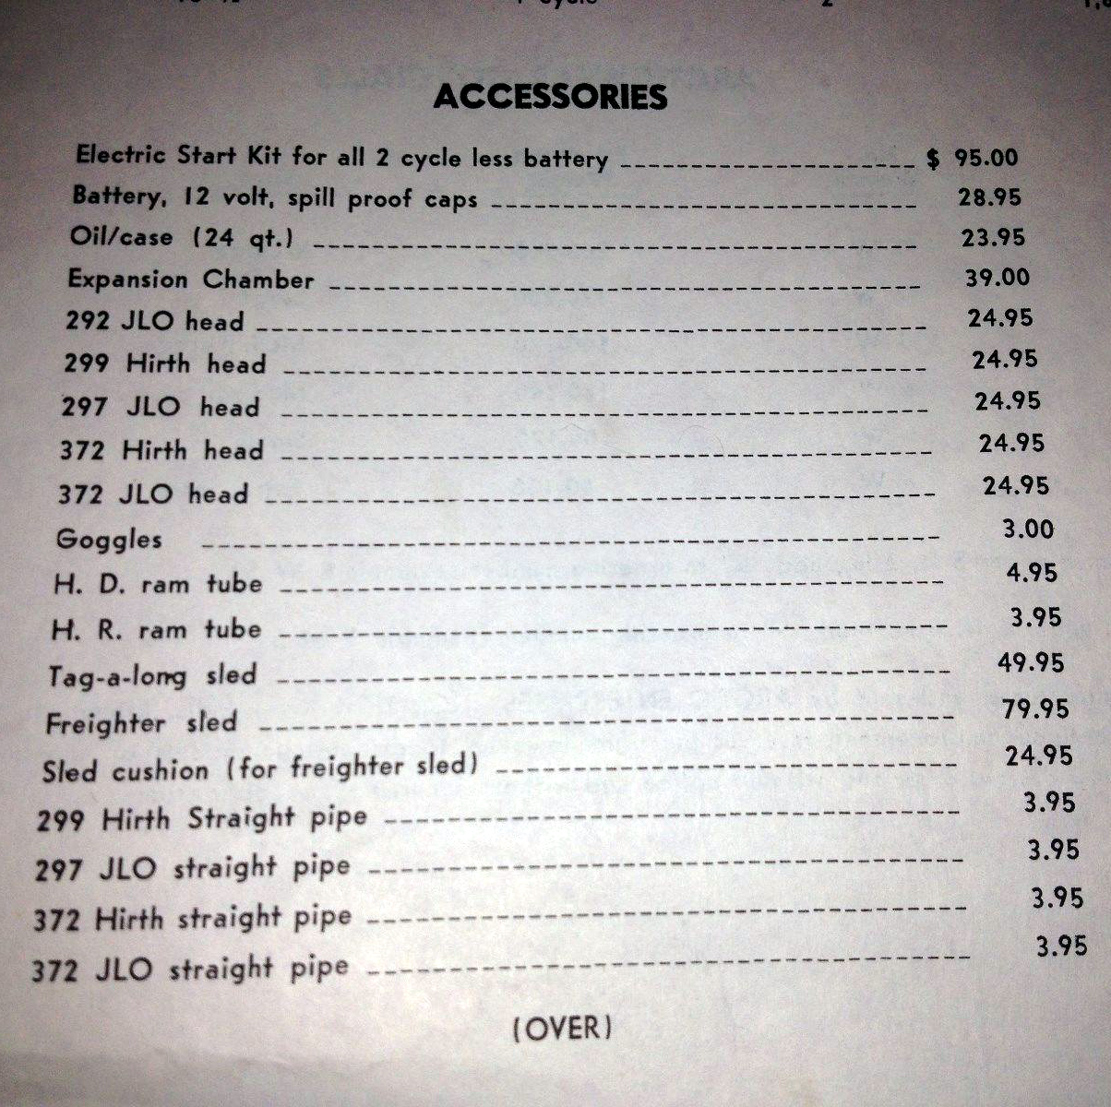 ACCESSORIES
Electric Start Kit for all 2 cycle less battery $ 95.00
Battery, 12 volt, spill proof caps 28.95
Oil/case (24 qt.) 23.95
Expansion Chamber 39.00
292 JLO head 24.95
299 Hirth head 24.95
297 JLO head 24.95
372 Hirth head 24.95
372 JLO head 24.95
Goggles 3.00
H. D. ram tube 4.95
H. R. ram tube 3.95
Tag-a-long sled 49.95
Freighter sled 79.95
Sled cushion (for freighter sled) 24.95
299 Hirth Straight pipe 3.95
297 JLO straight pipe 3.95
372 Hirth straight pipe 3.95
372 JLO straight pipe 3.95
(OVER)